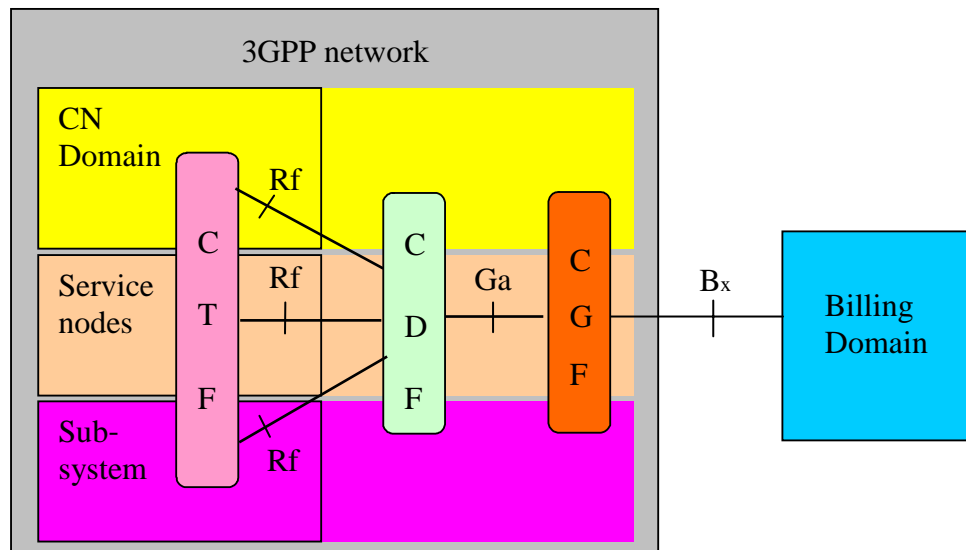 3GPP network
CN
Domain
Rf
C
T
F
Service
nodes
Rf
Sub-
system
Rf
C
D
F
Ga
C
G
F
Bx
Billing
Domain